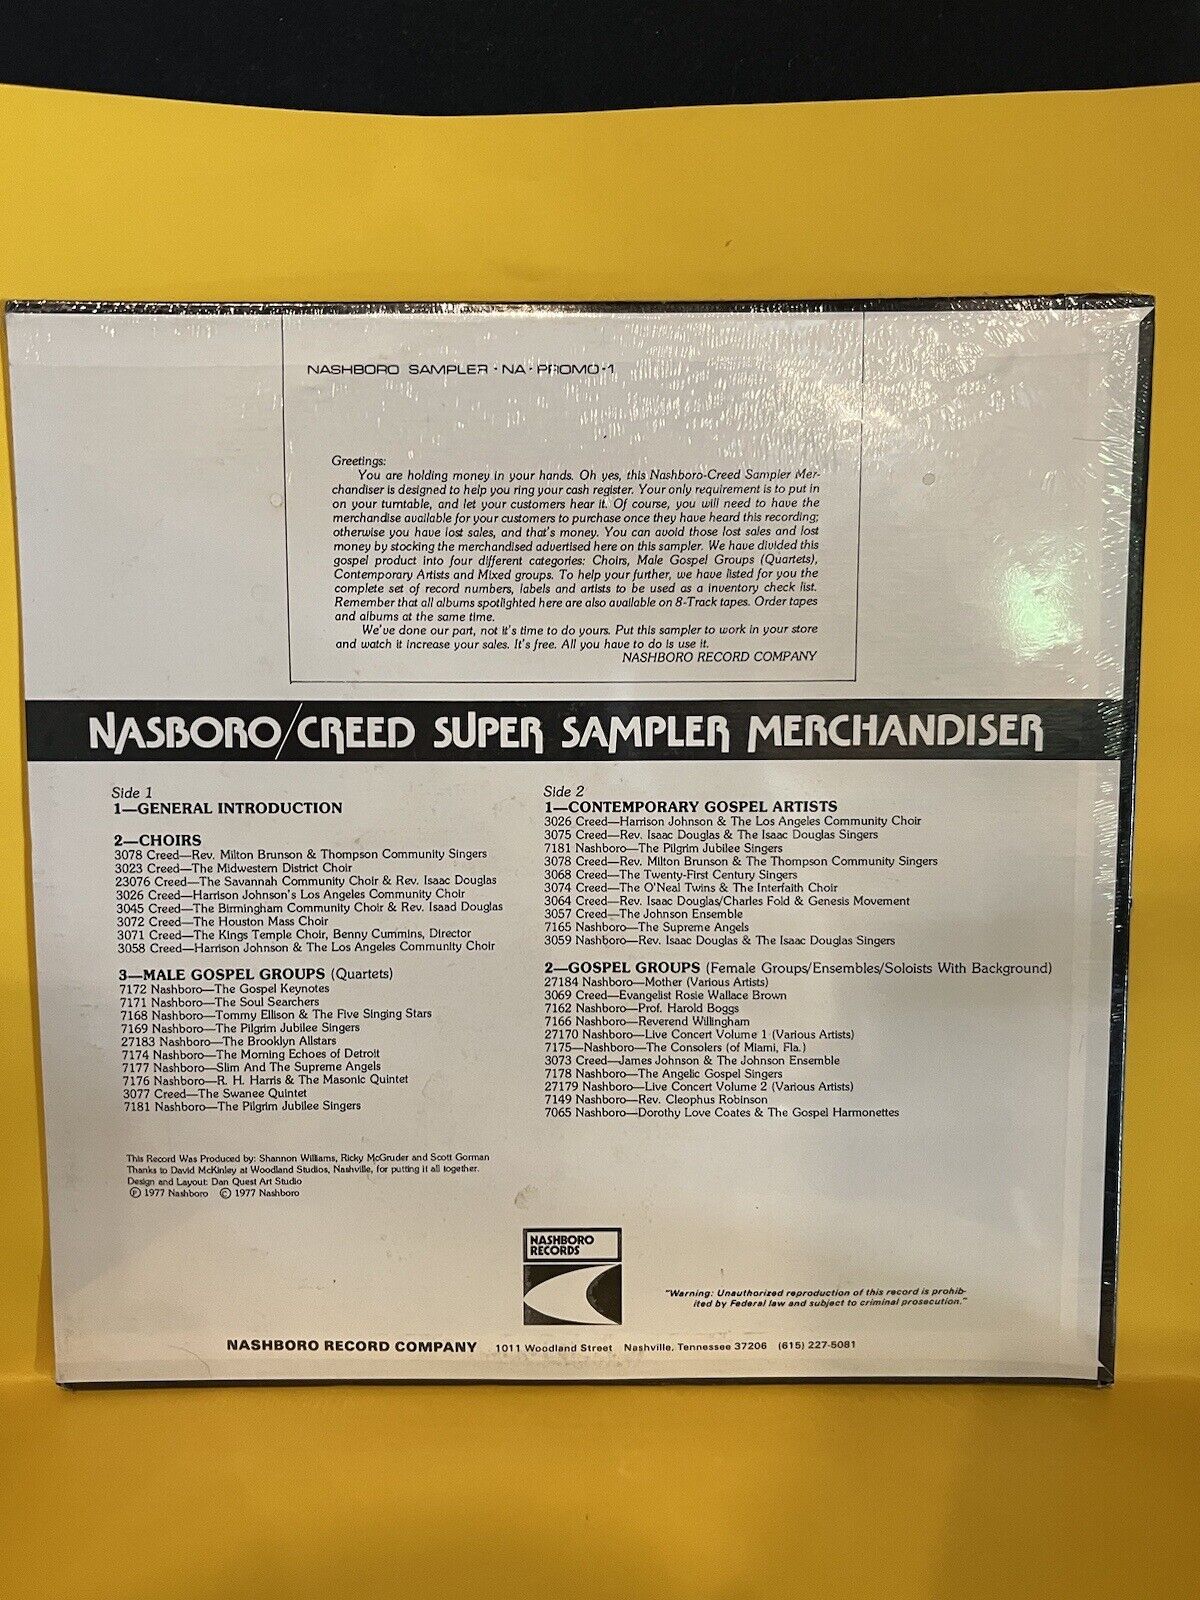 NASHBORO SAMPLER · NA · PROMO · 1
Greetings:
You are holding money in your hands. Oh yes, this Nashboro-Creed Sampler Mer-
chandiser is designed to help you ring your cash register. Your only requirement is to put in
on your turntable, and let your customers hear it. Of course, you will need to have the
merchandise available for your customers to purchase once they have heard this recording;
otherwise you have lost sales, and that's money. You can avoid those lost sales and lost
money by stocking the merchandised advertised here on this sampler. We have divided this
gospel product into four different categories: Choirs, Male Gospel Groups (Quartets),
Contemporary Artists and Mixed groups. To help your further, we have listed for you the
complete set of record numbers, labels and artists to be used as a inventory check list.
Remember that all albums spotlighted here are also available on 8-Track tapes. Order tapes
and albums at the same time.
We've done our part, not it's time to do yours. Put this sampler to work in your store
and watch it increase your sales. It's free. All you have to do is use it.
NASHBORO RECORD COMPANY
NASBORO/CREED SUPER SAMPLER MERCHANDISER
Side 1
1—GENERAL INTRODUCTION
2—CHOIRS
3078 Creed—Rev. Milton Brunson & Thompson Community Singers
3023 Creed—The Midwestern District Choir
23076 Creed—The Savannah Community Choir & Rev. Isaac Douglas
3026 Creed—Harrison Johnson's Los Angeles Community Choir
3045 Creed—The Birmingham Community Choir & Rev. Isaad Douglas
3072 Creed—The Houston Mass Choir
3071 Creed—The Kings Temple Choir, Benny Cummins, Director
3058 Creed—Harrison Johnson & The Los Angeles Community Choir
3—MALE GOSPEL GROUPS (Quartets)
7172 Nashboro—The Gospel Keynotes
7171 Nashboro—The Soul Searchers
7168 Nashboro—Tommy Ellison & The Five Singing Stars
7169 Nashboro—The Pilgrim Jubilee Singers
27183 Nashboro—The Brooklyn Allstars
7174 Nashboro—The Morning Echoes of Detroit
7177 Nashboro—Slim And The Supreme Angels
7176 Nashboro—R. H. Harris & The Masonic Quintet
3077 Creed—The Swanee Quintet
7181 Nashboro—The Pilgrim Jubilee Singers
This Record Was Produced by: Shannon Williams, Ricky McGruder and Scott Gorman
Thanks to David McKinley at Woodland Studios, Nashville, for putting it all together.
Design and Layout: Dan Quest Art Studio
Ⓟ 1977 Nashboro © 1977 Nashboro
Side 2
1—CONTEMPORARY GOSPEL ARTISTS
3026 Creed—Harrison Johnson & The Los Angeles Community Choir
3075 Creed—Rev. Isaac Douglas & The Isaac Douglas Singers
7181 Nashboro—The Pilgrim Jubilee Singers
3078 Creed—Rev. Milton Brunson & The Thompson Community Singers
3068 Creed—The Twenty-First Century Singers
3074 Creed—The O'Neal Twins & The Interfaith Choir
3064 Creed—Rev. Isaac Douglas/Charles Fold & Genesis Movement
3057 Creed—The Johnson Ensemble
7165 Nashboro—The Supreme Angels
3059 Nashboro—Rev. Isaac Douglas & The Isaac Douglas Singers
2—GOSPEL GROUPS (Female Groups/Ensembles/Soloists With Background)
27184 Nashboro—Mother (Various Artists)
3069 Creed—Evangelist Rosie Wallace Brown
7162 Nashboro—Prof. Harold Boggs
7166 Nashboro—Reverend Willingham
27170 Nashboro—Live Concert Volume 1 (Various Artists)
7175—Nashboro—The Consolers (of Miami, Fla.)
3073 Creed—James Johnson & The Johnson Ensemble
7178 Nashboro—The Angelic Gospel Singers
27179 Nashboro—Live Concert Volume 2 (Various Artists)
7149 Nashboro—Rev. Cleophus Robinson
7065 Nashboro—Dorothy Love Coates & The Gospel Harmonettes
NASHBORO
RECORDS
"Warning: Unauthorized reproduction of this record is prohib-
ited by Federal law and subject to criminal prosecution."
NASHBORO RECORD COMPANY 1011 Woodland Street Nashville, Tennessee 37206 (615) 227-5081